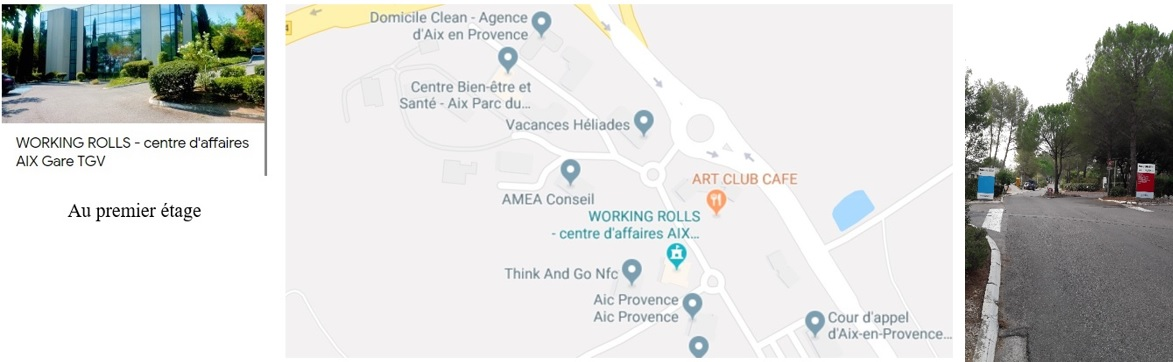 WORKING ROLLS - centre d'affaires
AIX Gare TGV
Au premier étage
Domicile Clean - Agence
d'Aix en Provence
Centre Bien-être et
Santé - Aix Parc du...
Vacances Héliades
AMEA Conseil
ART CLUB CAFE
WORKING ROLLS
- centre d'affaires AIX...
Think And Go Nfc
Aic Provence
Aic Provence
Cour d'appel
d'Aix-en-Provence...